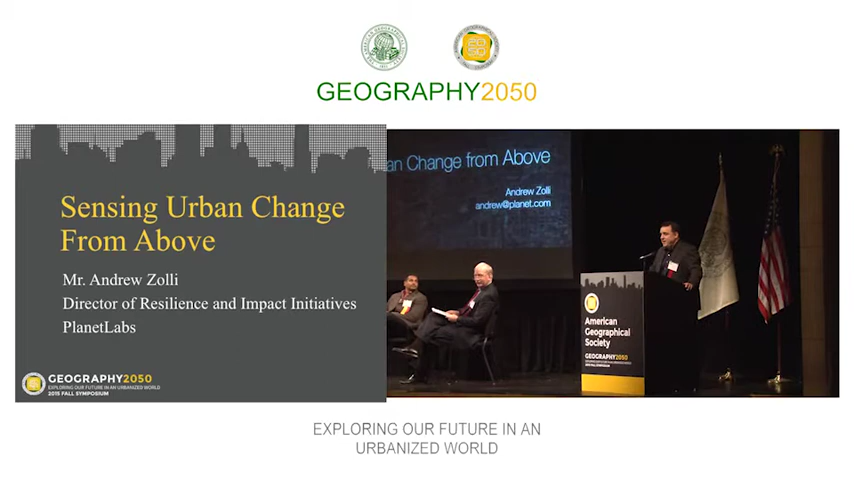 GEOGRAPHY2050
Sensing Urban Change
From Above
Mr. Andrew Zolli
Director of Resilience and Impact Initiatives
PlanetLabs
GEOGRAPHY2050
EXPLORING OUR FUTURE IN AN URBANIZED WORLD
2015 FALL SYMPOSIUM
an Change from Above
Andrew Zolli
andrew@planet.com
American
Geographical
Society
GEOGRAPHY2050
EXPLORING OUR FUTURE IN AN
URBANIZED WORLD